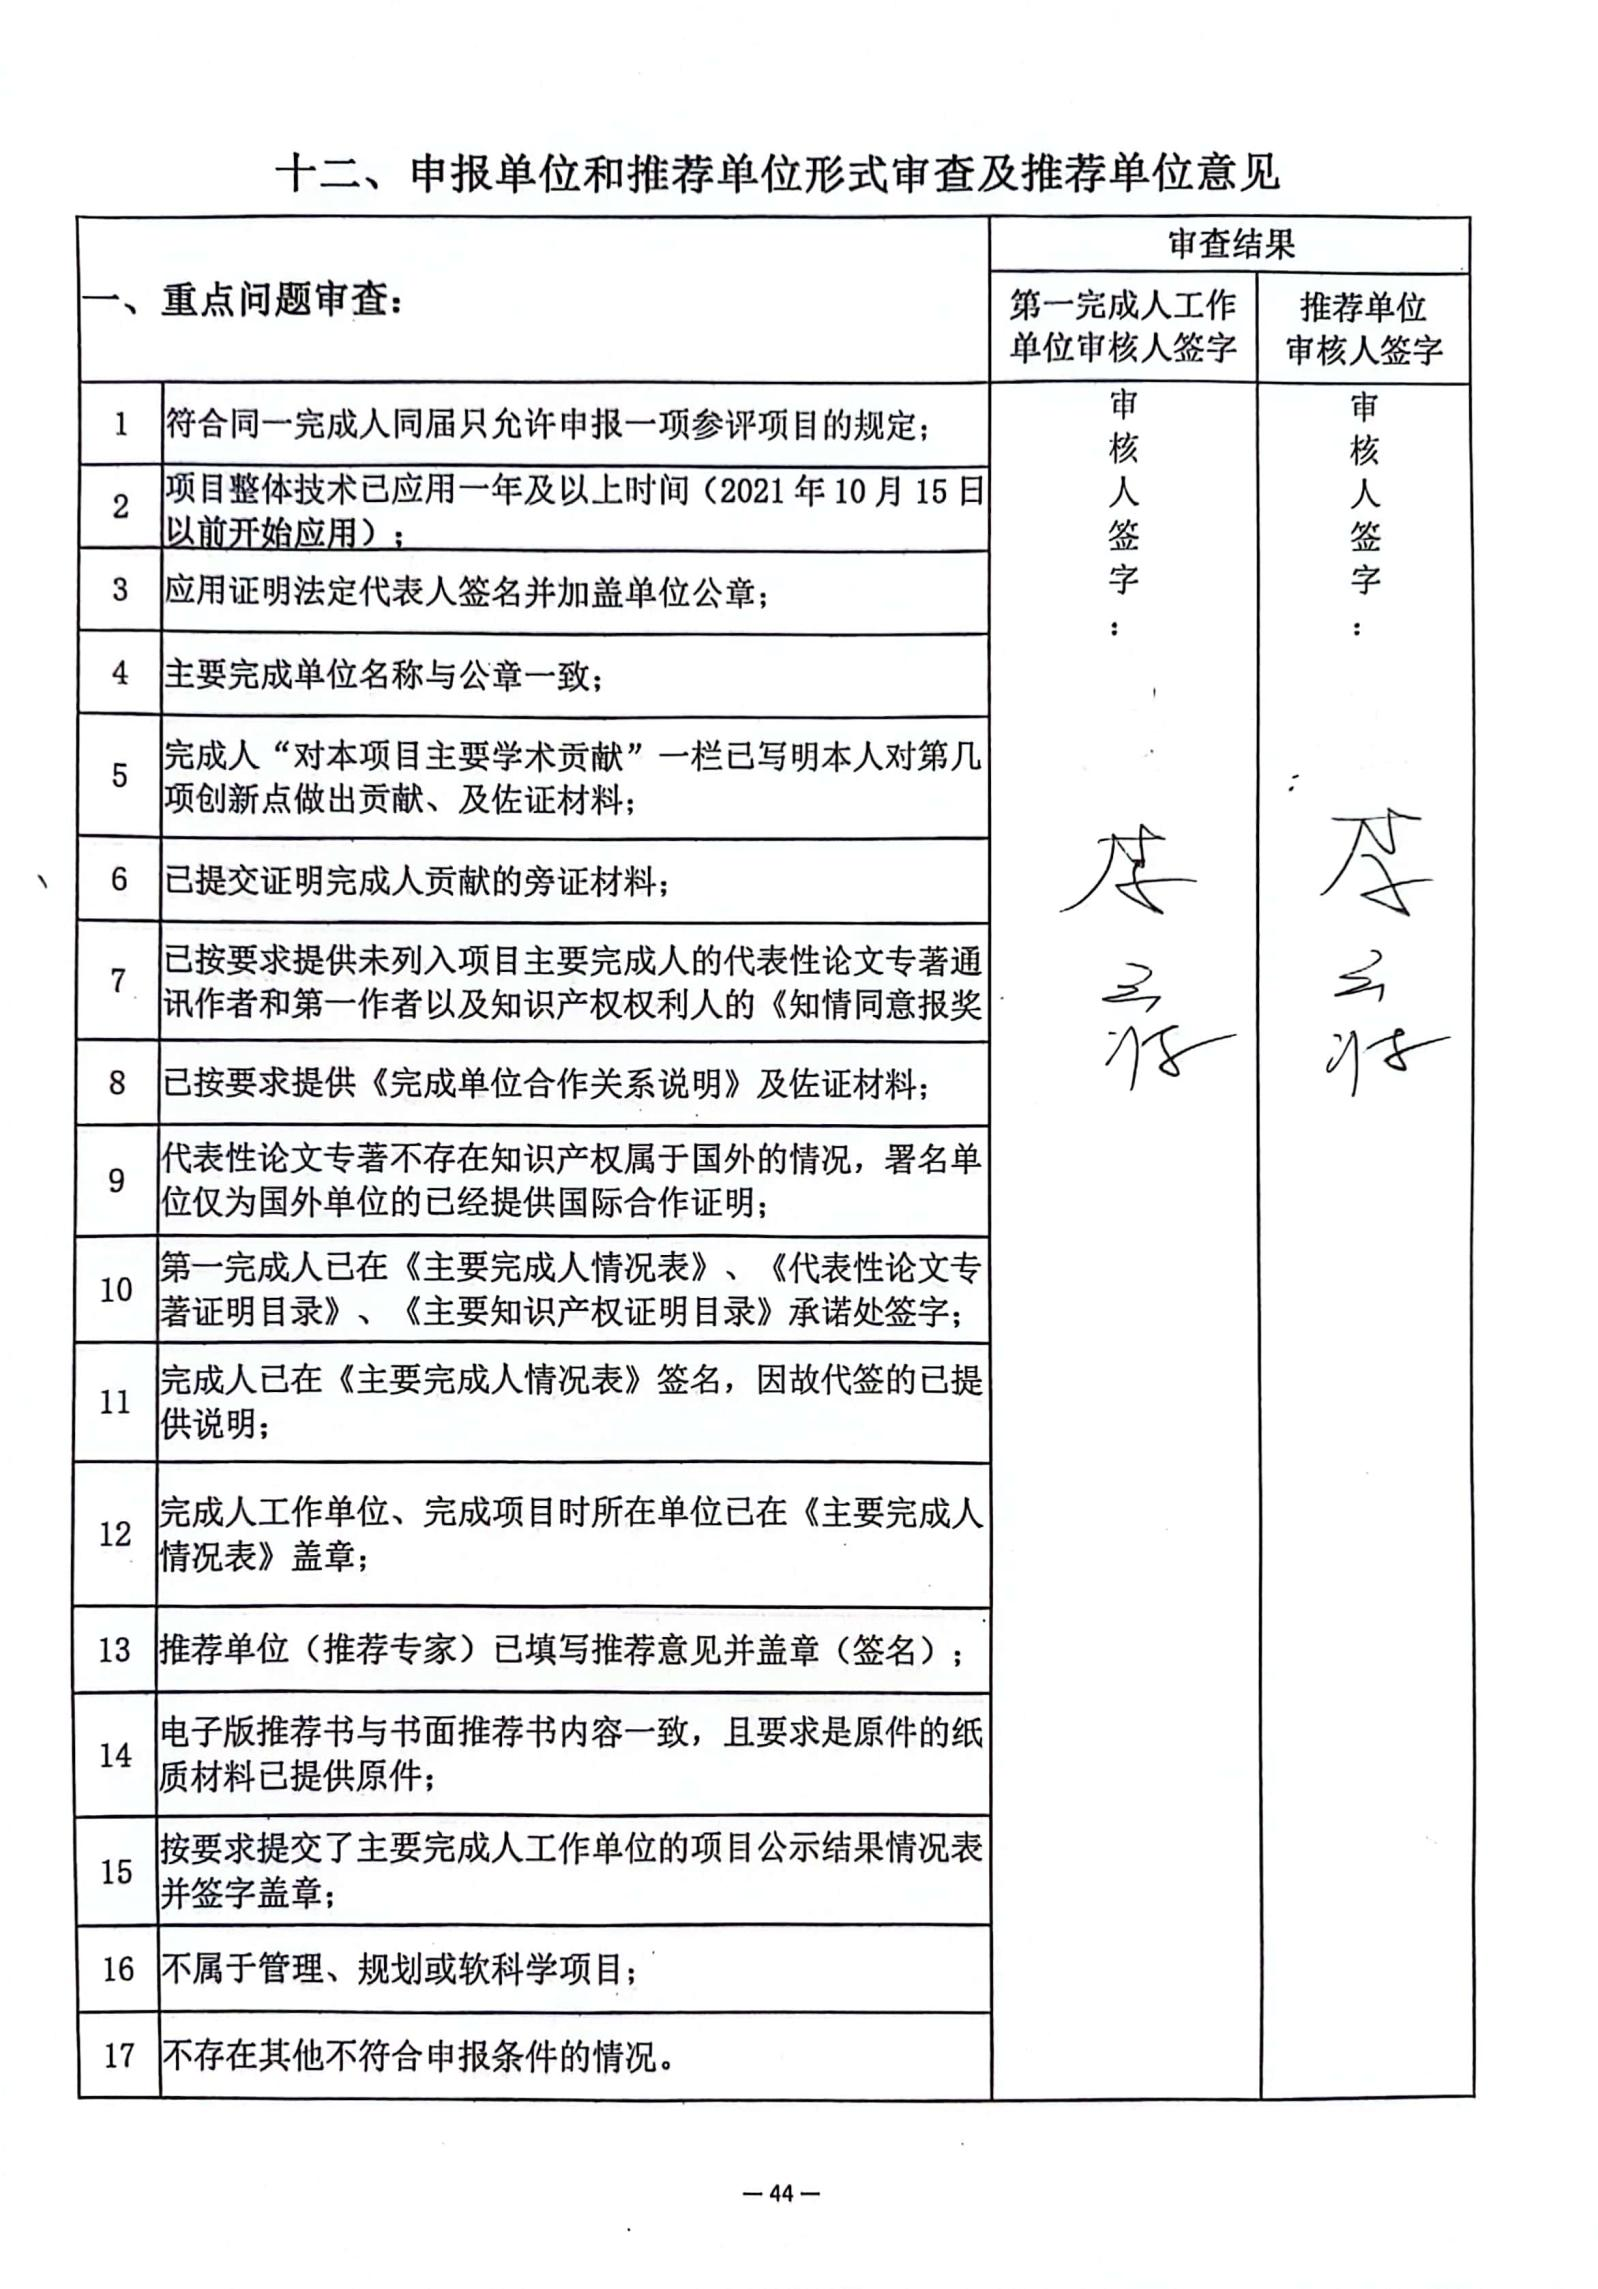 十二、申报单位和推荐单位形式审查及推荐单位意见
一、重点问题审查：
审查结果
第一完成人工作
单位审核人签字
推荐单位
审核人签字
1 符合同一完成人同届只允许申报一项参评项目的规定；
2 项目整体技术已应用一年及以上时间（2021 年 10 月 15 日
以前开始应用）；
3 应用证明法定代表人签名并加盖单位公章；
4 主要完成单位名称与公章一致；
5 完成人“对本项目主要学术贡献”一栏已写明本人对第几
项创新点做出贡献、及佐证材料；
6 已提交证明完成人贡献的旁证材料；
7 已按要求提供未列入项目主要完成人的代表性论文专著通
讯作者和第一作者以及知识产权权利人的《知情同意报奖
8 已按要求提供《完成单位合作关系说明》及佐证材料；
9 代表性论文专著不存在知识产权属于国外的情况，署名单
位仅为国外单位的已经提供国际合作证明；
10 第一完成人已在《主要完成人情况表》、《代表性论文专
著证明目录》、《主要知识产权证明目录》承诺处签字；
11 完成人已在《主要完成人情况表》签名，因故代签的已提
供说明；
12 完成人工作单位、完成项目时所在单位已在《主要完成人
情况表》盖章；
13 推荐单位（推荐专家）已填写推荐意见并盖章（签名）；
14 电子版推荐书与书面推荐书内容一致，且要求是原件的纸
质材料已提供原件；
15 按要求提交了主要完成人工作单位的项目公示结果情况表
并签字盖章；
16 不属于管理、规划或软科学项目；
17 不存在其他不符合申报条件的情况。
审
核
人
签
字
：
审
核
人
签
字
：
— 44 —